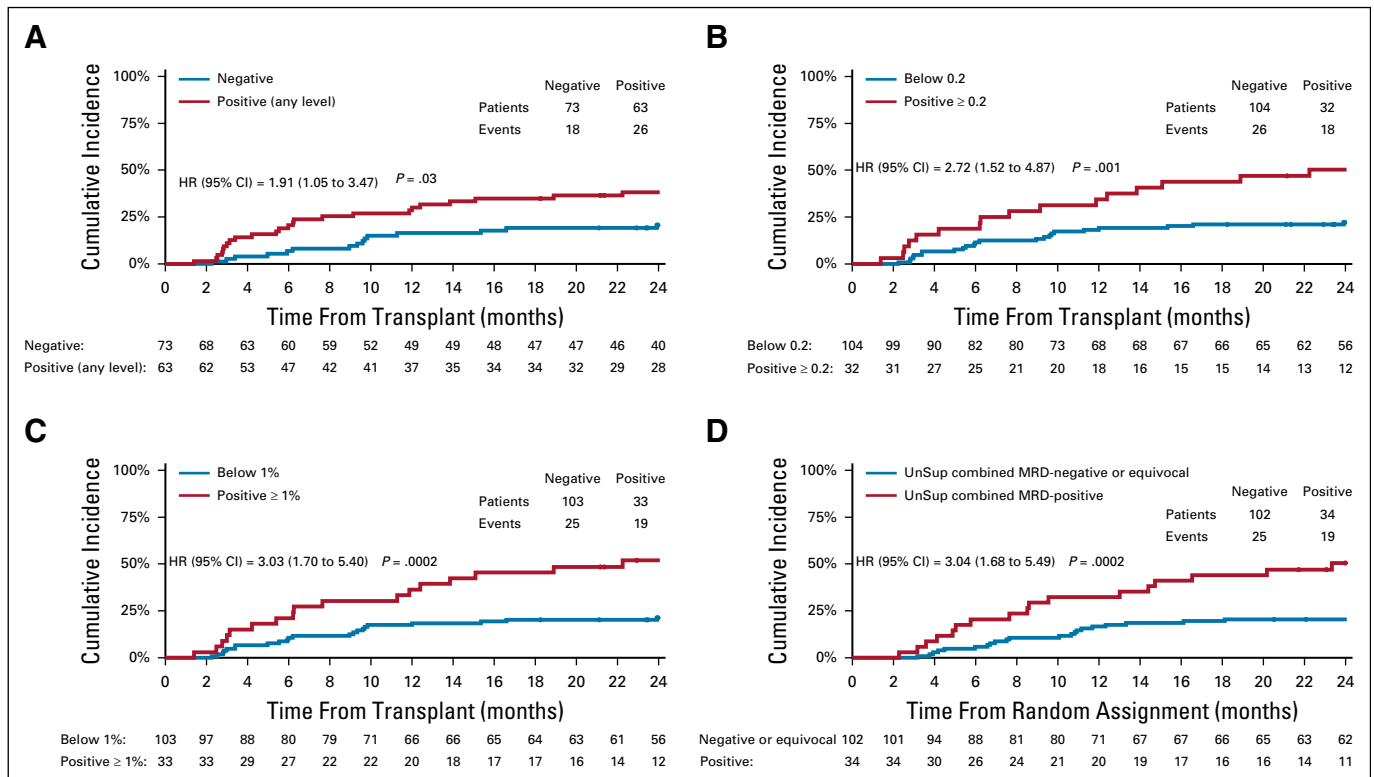 A
100%
75%
50%
25%
0%
Cumulative Incidence
Negative
Positive (any level)
Negative Positive
Patients 73 63
Events 18 26
HR (95% CI) = 1.91 (1.05 to 3.47) P = .03
0 2 4 6 8 10 12 14 16 18 20 22 24
Time From Transplant (months)
Negative: 73 68 63 60 59 52 49 49 48 47 47 46 40
Positive (any level): 63 62 53 47 42 41 37 35 34 34 32 29 28
B
100%
75%
50%
25%
0%
Cumulative Incidence
Below 0.2
Positive ≥ 0.2
Negative Positive
Patients 104 32
Events 26 18
HR (95% CI) = 2.72 (1.52 to 4.87) P = .001
0 2 4 6 8 10 12 14 16 18 20 22 24
Time From Transplant (months)
Below 0.2: 104 99 90 82 80 73 68 68 67 66 65 62 56
Positive ≥ 0.2: 32 31 27 25 21 20 18 16 15 15 14 13 12
C
100%
75%
50%
25%
0%
Cumulative Incidence
Below 1%
Positive ≥ 1%
Negative Positive
Patients 103 33
Events 25 19
HR (95% CI) = 3.03 (1.70 to 5.40) P = .0002
0 2 4 6 8 10 12 14 16 18 20 22 24
Time From Transplant (months)
Below 1%: 103 97 88 80 79 71 66 66 65 64 63 61 56
Positive ≥ 1%: 33 33 29 27 22 22 20 18 17 17 16 14 12
D
100%
75%
50%
25%
0%
Cumulative Incidence
UnSup combined MRD-negative or equivocal
UnSup combined MRD-positive
Negative Positive
Patients 102 34
Events 25 19
HR (95% CI) = 3.04 (1.68 to 5.49) P = .0002
0 2 4 6 8 10 12 14 16 18 20 22 24
Time From Random Assignment (months)
Negative or equivocal 102 101 94 88 81 80 71 67 67 66 65 63 62
Positive: 34 34 30 26 24 21 20 19 17 16 16 14 11